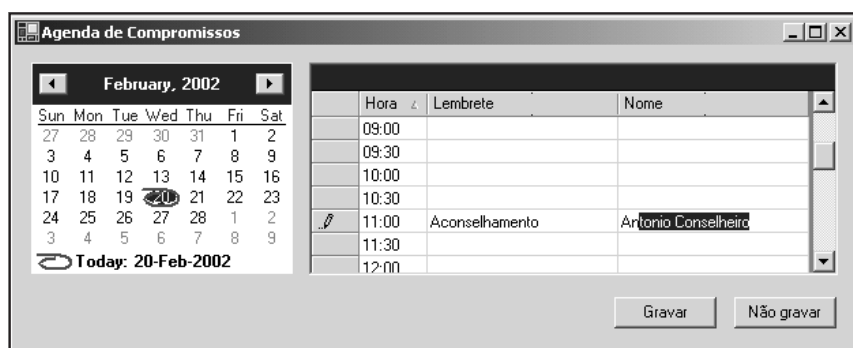 Agenda de Compromissos
February, 2002
Sun Mon Tue Wed Thu Fri Sat
27 28 29 30 31 1 2
3 4 5 6 7 8 9
10 11 12 13 14 15 16
17 18 19 20 21 22 23
24 25 26 27 28 1 2
3 4 5 6 7 8 9
Today: 20-Feb-2002
Hora Lembrete Nome
09:00
09:30
10:00
10:30
11:00 Aconselhamento Antonio Conselheiro
11:30
12:00
Gravar Não gravar